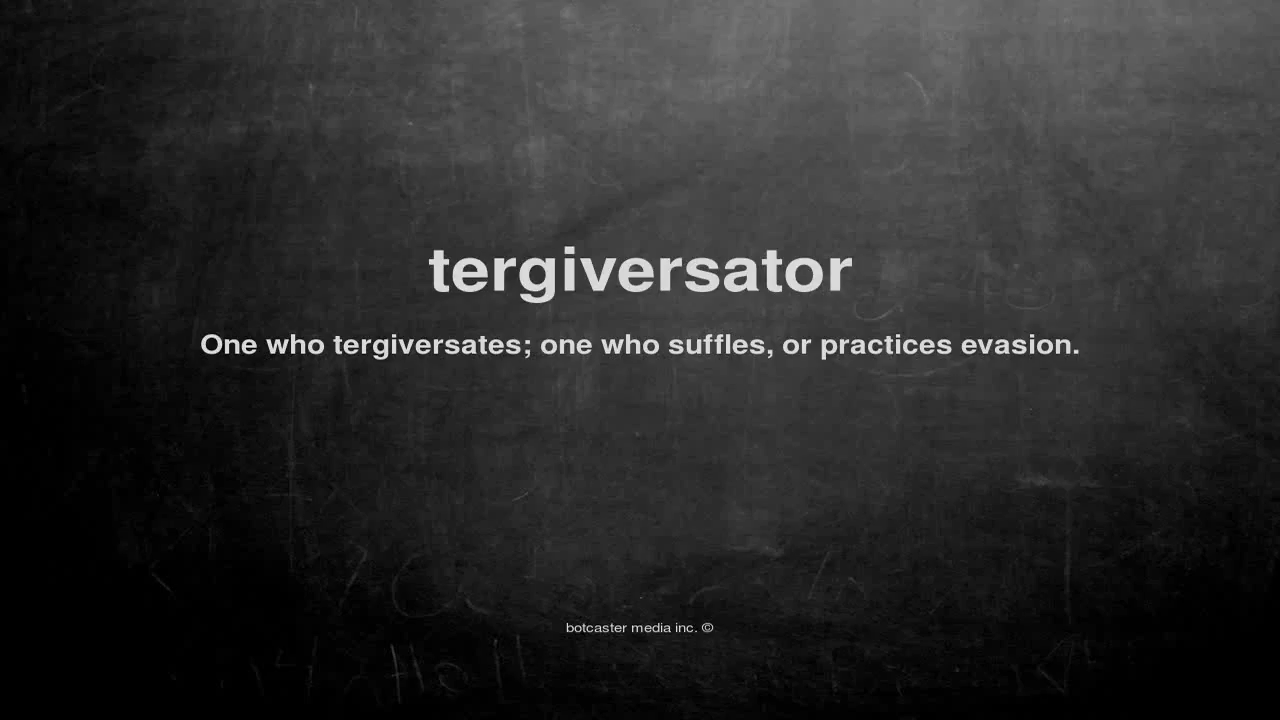 tergiversator
One who tergiversates; one who suffles, or practices evasion.
botcaster media inc. ©